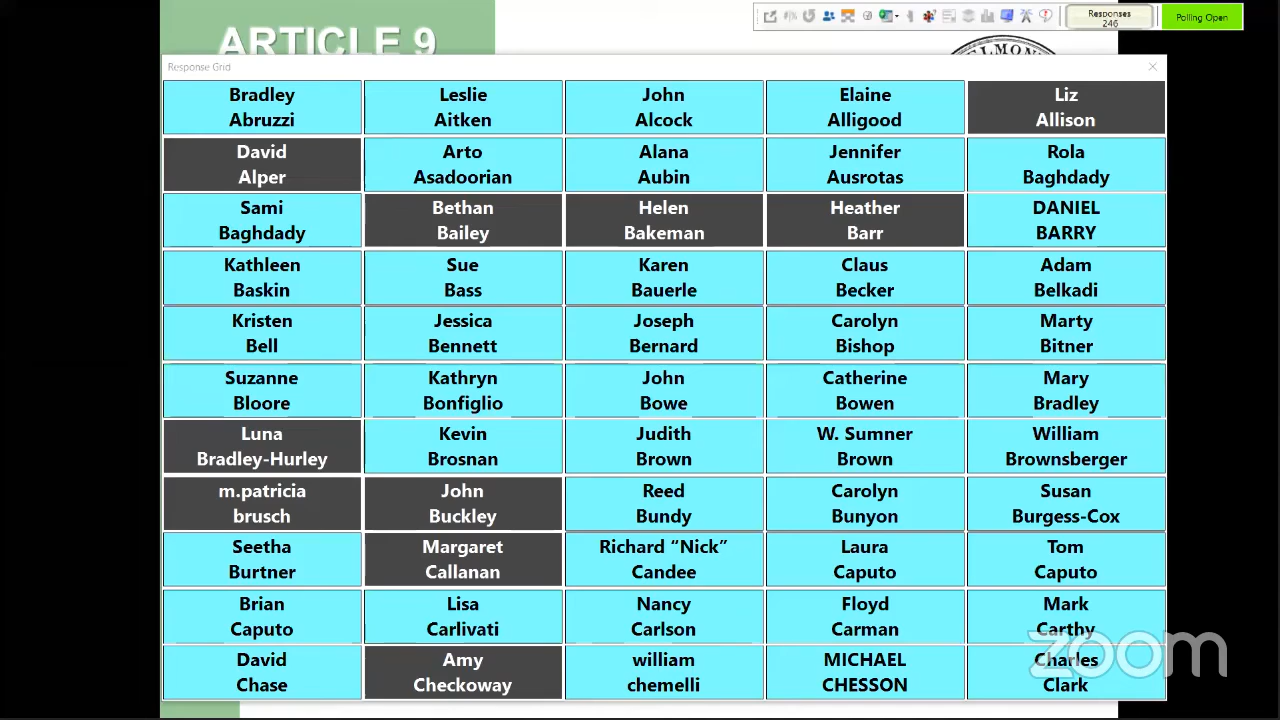 ARTICLE 9
Responses
246
Polling Open
ELMON
Response Grid
Bradley Abruzzi
Leslie Aitken
John Alcock
Elaine Alligood
Liz Allison
David Alper
Arto Asadoorian
Alana Aubin
Jennifer Ausrotas
Rola Baghdady
Sami Baghdady
Bethan Bailey
Helen Bakeman
Heather Barr
DANIEL BARRY
Kathleen Baskin
Sue Bass
Karen Bauerle
Claus Becker
Adam Belkadi
Kristen Bell
Jessica Bennett
Joseph Bernard
Carolyn Bishop
Marty Bitner
Suzanne Bloore
Kathryn Bonfiglio
John Bowe
Catherine Bowen
Mary Bradley
Luna Bradley-Hurley
Kevin Brosnan
Judith Brown
W. Sumner Brown
William Brownsberger
m.patricia brusch
John Buckley
Reed Bundy
Carolyn Bunyon
Susan Burgess-Cox
Seetha Burtner
Margaret Callanan
Richard “Nick” Candee
Laura Caputo
Tom Caputo
Brian Caputo
Lisa Carlivati
Nancy Carlson
Floyd Carman
Mark Carthy
David Chase
Amy Checkoway
william chemelli
MICHAEL CHESSON
Charles Clark
zoom